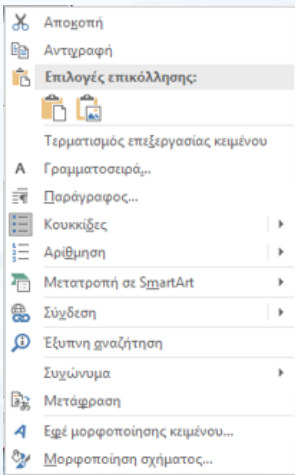 Αποκοπή
Αντιγραφή
Επιλογές επικόλλησης:
Τερματισμός επεξεργασίας κειμένου
Γραμματοσειρά...
Παράγραφος...
Κουκκίδες
Αρίθμηση
Μετατροπή σε SmartArt
Σύνδεση
Έξυπνη αναζήτηση
Συνώνυμα
Μετάφραση
Εφέ μορφοποίησης κειμένου...
Μορφοποίηση σχήματος...